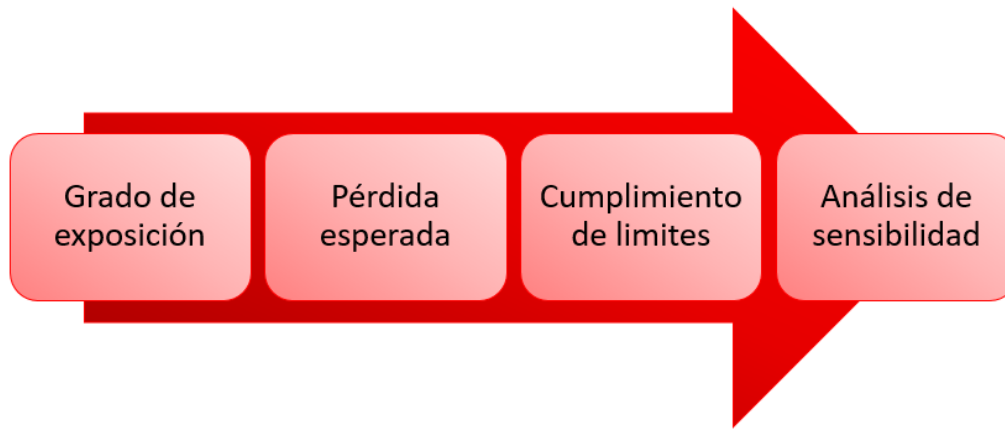 Grado de
exposición
Pérdida
esperada
Cumplimiento
de limites
Análisis de
sensibilidad